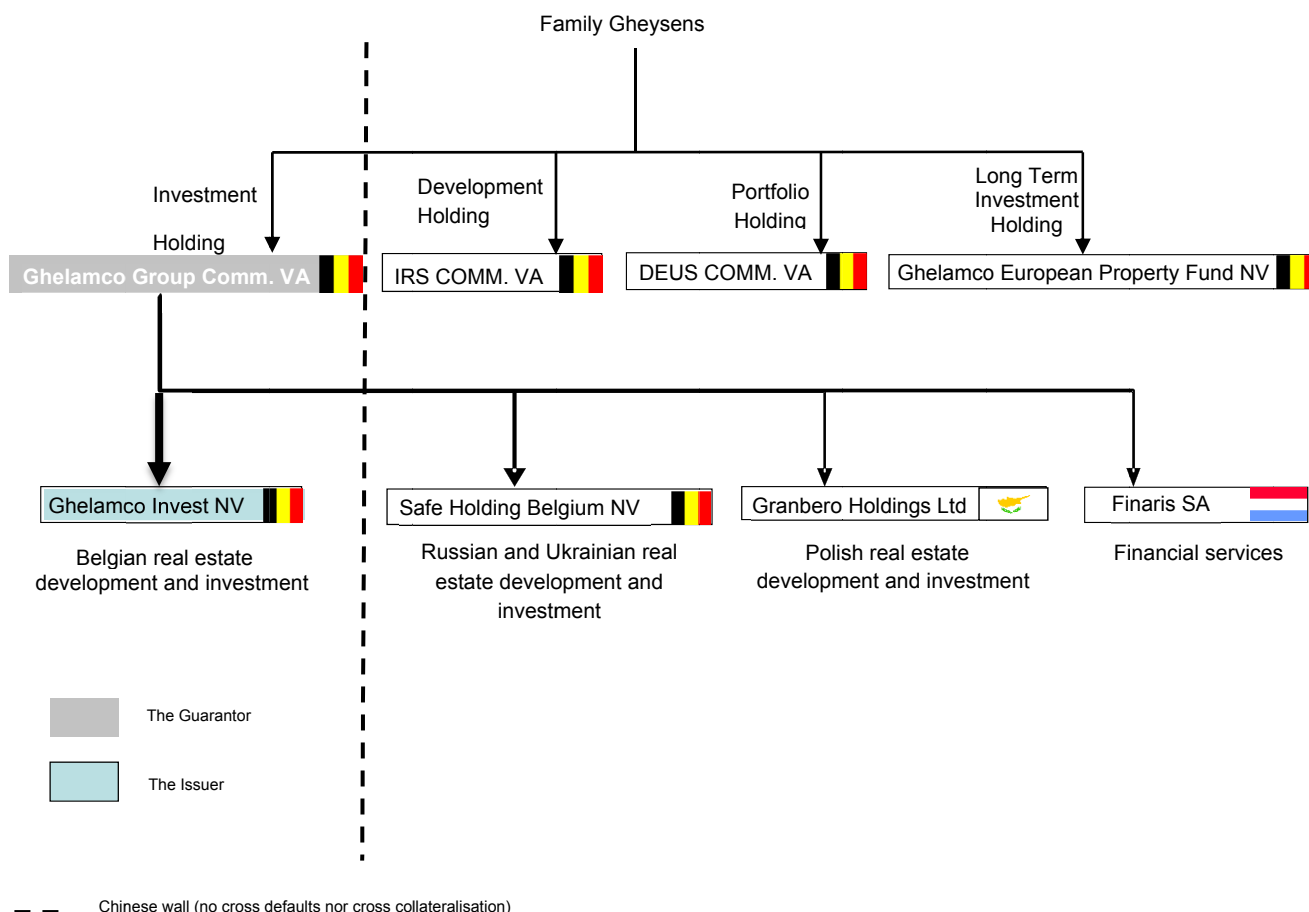 Family Gheysens
Investment
Holding
Development
Holding
Portfolio
Holding
Long Term
Investment
Holding
Ghelamco Group Comm. VA
IRS COMM. VA
DEUS COMM. VA
Ghelamco European Property Fund NV
Ghelamco Invest NV
Safe Holding Belgium NV
Granbero Holdings Ltd
Finaris SA
Belgian real estate
development and investment
Russian and Ukrainian real
estate development and
investment
Polish real estate
development and investment
Financial services
The Guarantor
The Issuer
Chinese wall (no cross defaults nor cross collateralisation)